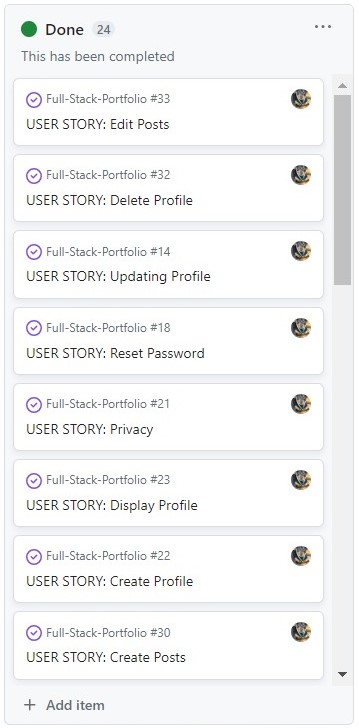 Done 24
This has been completed
Full-Stack-Portfolio #33
USER STORY: Edit Posts
Full-Stack-Portfolio #32
USER STORY: Delete Profile
Full-Stack-Portfolio #14
USER STORY: Updating Profile
Full-Stack-Portfolio #18
USER STORY: Reset Password
Full-Stack-Portfolio #21
USER STORY: Privacy
Full-Stack-Portfolio #23
USER STORY: Display Profile
Full-Stack-Portfolio #22
USER STORY: Create Profile
Full-Stack-Portfolio #30
USER STORY: Create Posts
Add item